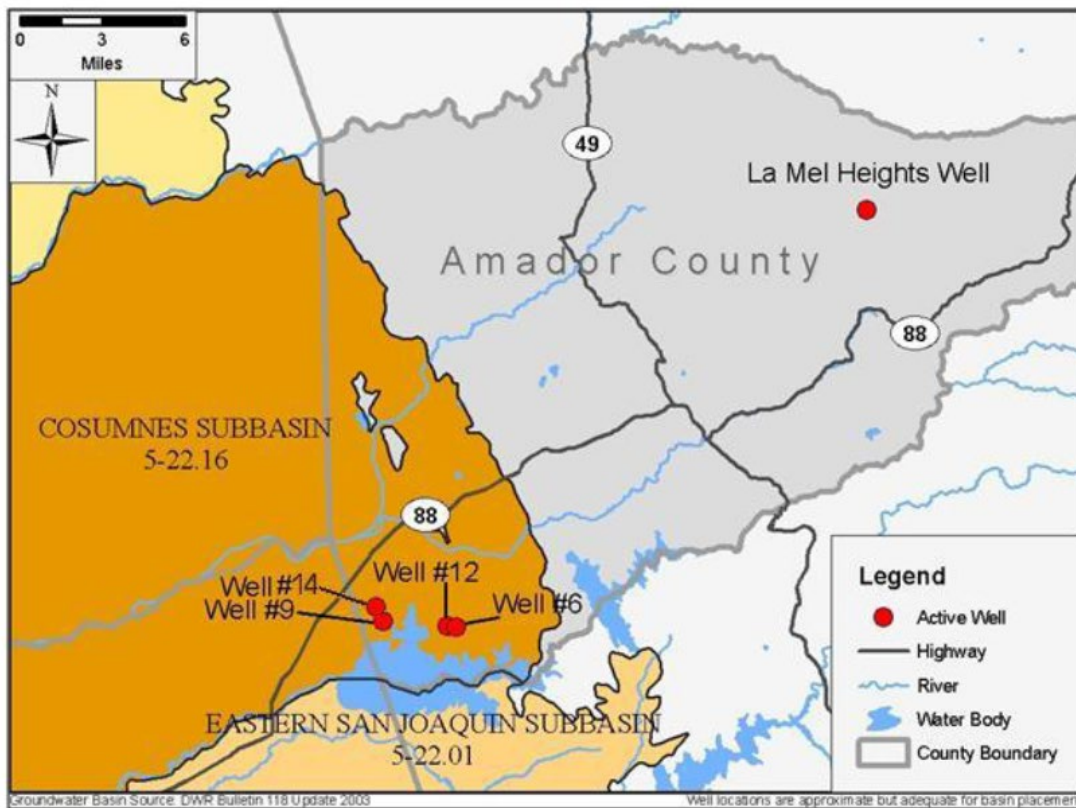 0 3 6
Miles
N
49
La Mel Heights Well
Amador County
88
COSUMNES SUBBASIN
5-22.16
88
Well #14
Well #12
Well #9
Well #6
EASTERN SAN JOAQUIN SUBBASIN
5-22.01
Legend
Active Well
Highway
River
Water Body
County Boundary
Groundwater Basin Source: DWR Bulletin 118 Update 2003
Well locations are approximate but adequate for basin placement